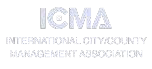 ICMA
INTERNATIONAL CITY/COUNTY
MANAGEMENT ASSOCIATION